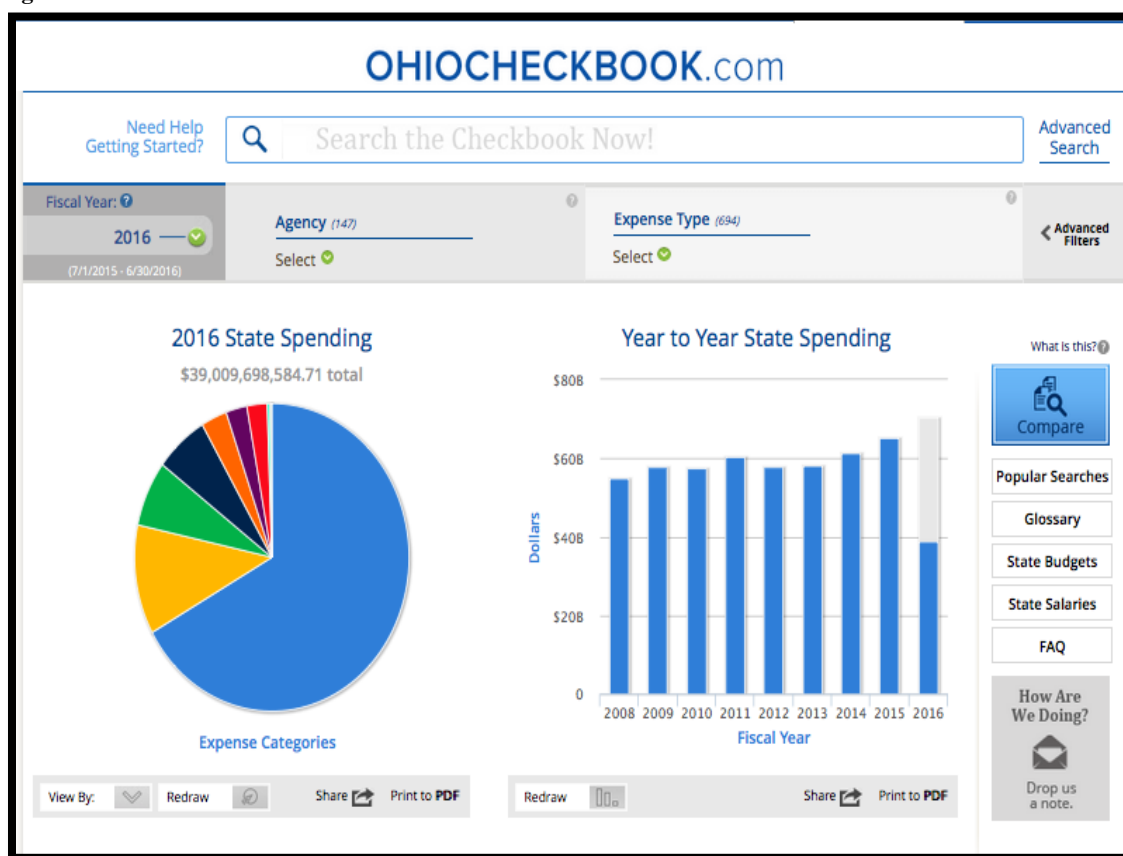 OHIOCHECKBOOK.com
Need Help
Getting Started?
Search the Checkbook Now!
Advanced
Search
Fiscal Year: ?
2016
(7/1/2015 - 6/30/2016)
Agency (147)
Select
?
Expense Type (694)
Select
?
Advanced
Filters
2016 State Spending
$39,009,698,584.71 total
Expense Categories
View By:
Redraw
Share
Print to PDF
Year to Year State Spending
$80B
$60B
$40B
$20B
0
Dollars
2008 2009 2010 2011 2012 2013 2014 2015 2016
Fiscal Year
Redraw
Share
Print to PDF
What is this? ?
Compare
Popular Searches
Glossary
State Budgets
State Salaries
FAQ
How Are
We Doing?
Drop us
a note.